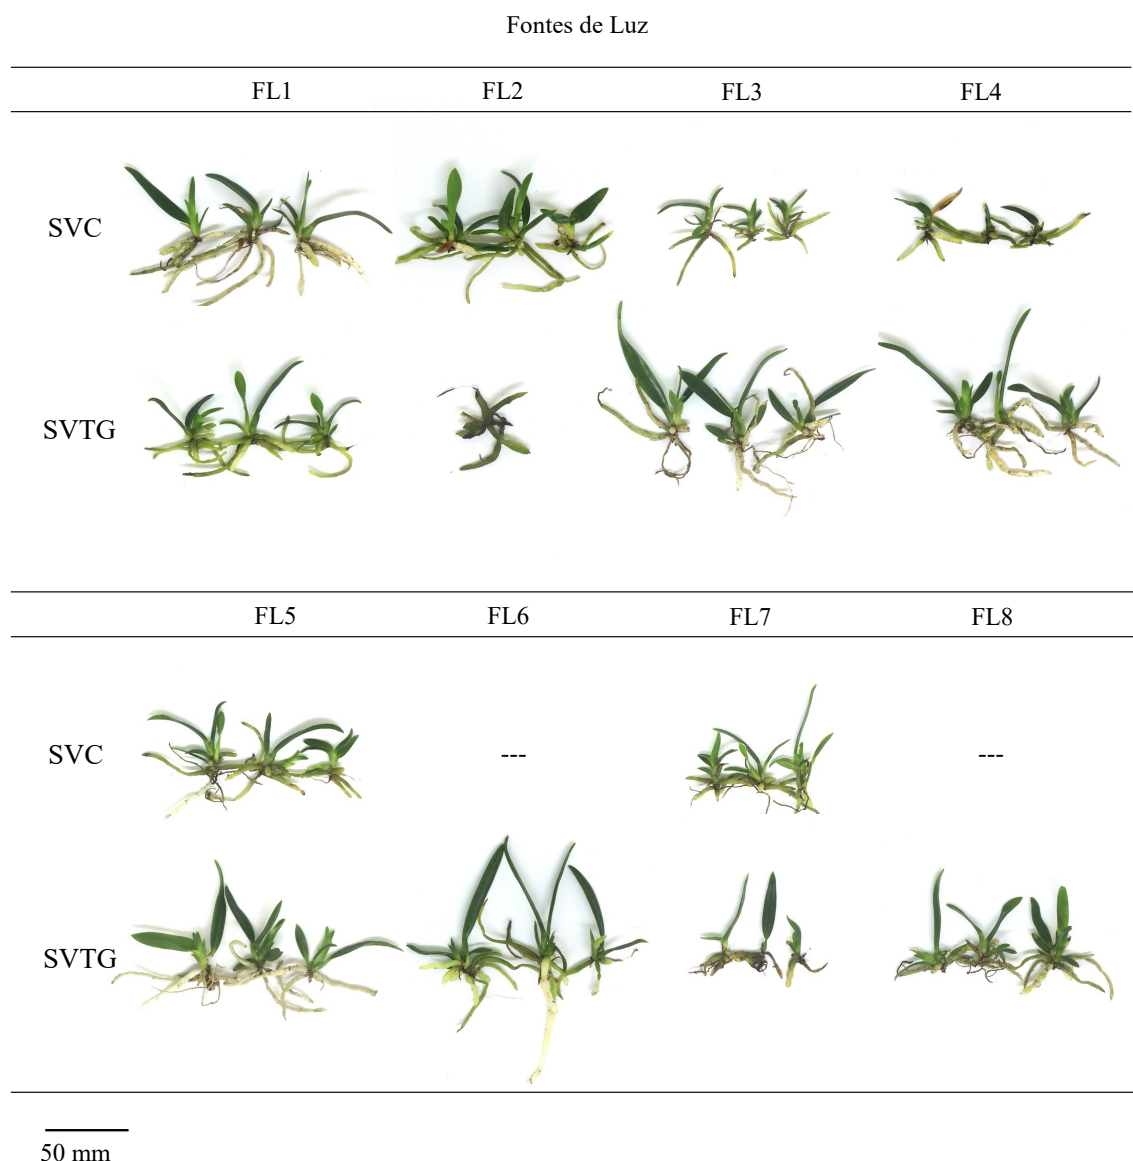 Fontes de Luz
FL1 FL2 FL3 FL4
SVC
SVTG
FL5 FL6 FL7 FL8
SVC --- ---
SVTG
50 mm